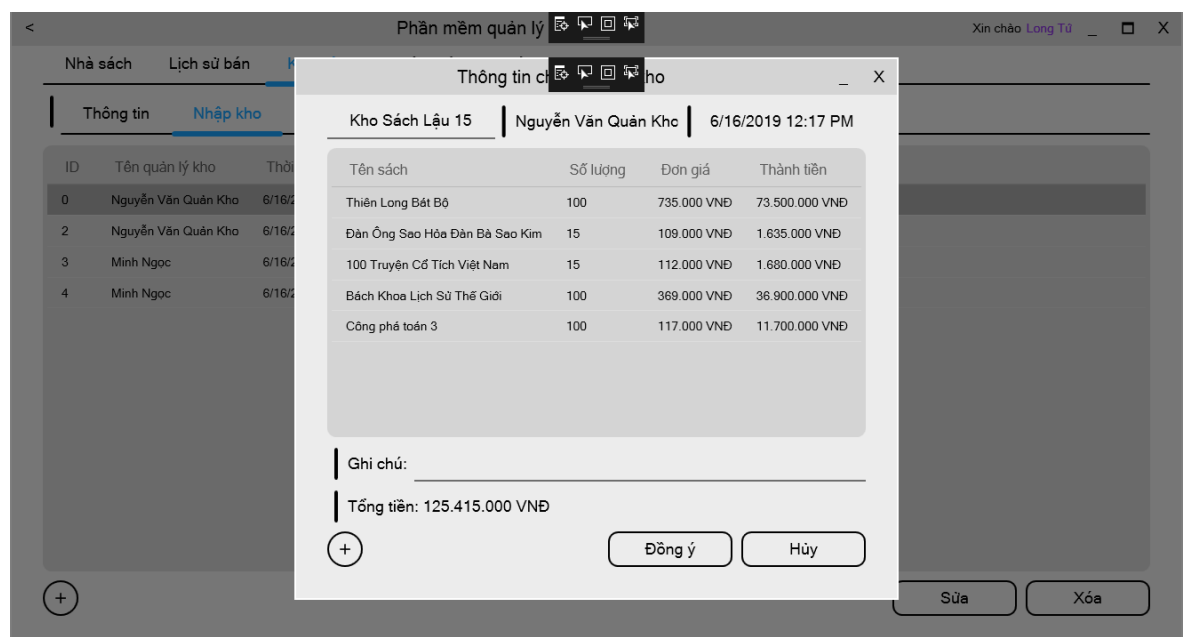 < Phần mềm quản lý Xin chào Long Tứ _ X
Nhà sách Lịch sử bán
Thông tin Nhập kho
ID Tên quản lý kho Thời
0 Nguyễn Văn Quản Kho 6/16/2
2 Nguyễn Văn Quản Kho 6/16/2
3 Minh Ngọc 6/16/2
4 Minh Ngọc 6/16/2
+ Sửa Xóa
Thông tin ch ho _ X
Kho Sách Lậu 15 Nguyễn Văn Quản Kho 6/16/2019 12:17 PM
Tên sách Số lượng Đơn giá Thành tiền
Thiên Long Bát Bộ 100 735.000 VNĐ 73.500.000 VNĐ
Đàn Ông Sao Hỏa Đàn Bà Sao Kim 15 109.000 VNĐ 1.635.000 VNĐ
100 Truyện Cổ Tích Việt Nam 15 112.000 VNĐ 1.680.000 VNĐ
Bách Khoa Lịch Sử Thế Giới 100 369.000 VNĐ 36.900.000 VNĐ
Công phá toán 3 100 117.000 VNĐ 11.700.000 VNĐ
Ghi chú:
Tổng tiền: 125.415.000 VNĐ
+ Đồng ý Hủy